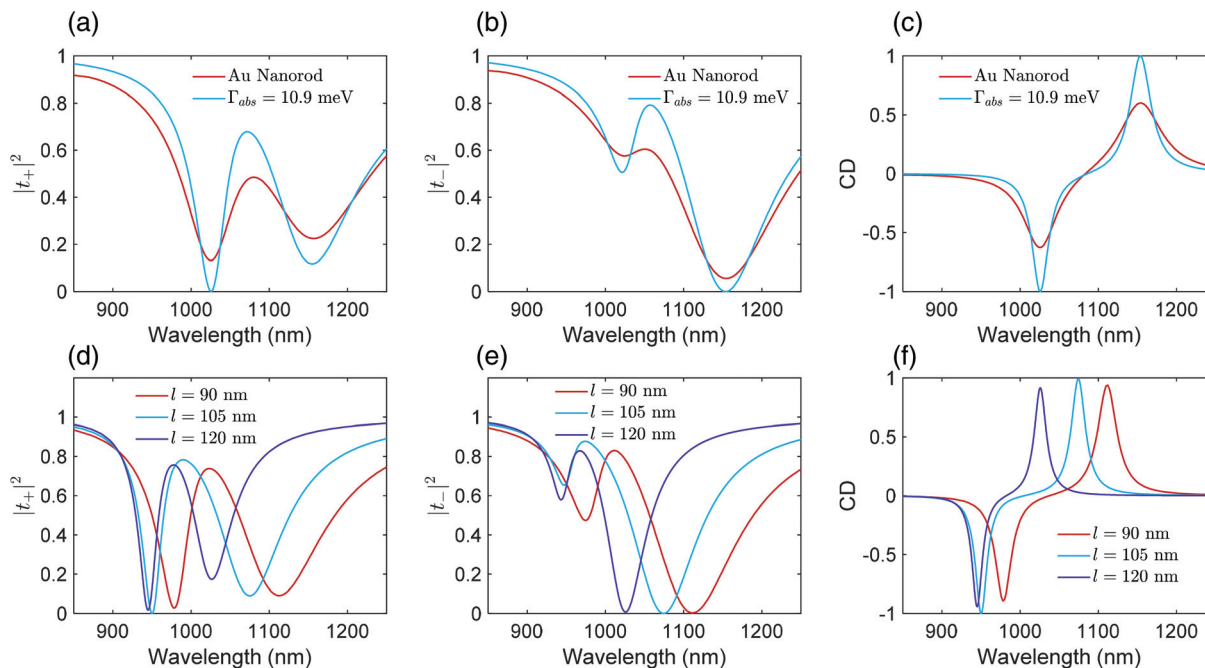 (a)
(b)
(c)
1
0.8
0.6
0.4
0.2
0
|t₊|²
Au Nanorod
Γabs = 10.9 meV
900 1000 1100 1200
Wavelength (nm)
1
0.8
0.6
0.4
0.2
0
|t₋|²
Au Nanorod
Γabs = 10.9 meV
900 1000 1100 1200
Wavelength (nm)
1
0.5
0
-0.5
-1
CD
Au Nanorod
Γabs = 10.9 meV
900 1000 1100 1200
Wavelength (nm)
(d)
(e)
(f)
1
0.8
0.6
0.4
0.2
0
|t₊|²
l = 90 nm
l = 105 nm
l = 120 nm
900 1000 1100 1200
Wavelength (nm)
1
0.8
0.6
0.4
0.2
0
|t₋|²
l = 90 nm
l = 105 nm
l = 120 nm
900 1000 1100 1200
Wavelength (nm)
1
0.5
0
-0.5
-1
CD
l = 90 nm
l = 105 nm
l = 120 nm
900 1000 1100 1200
Wavelength (nm)